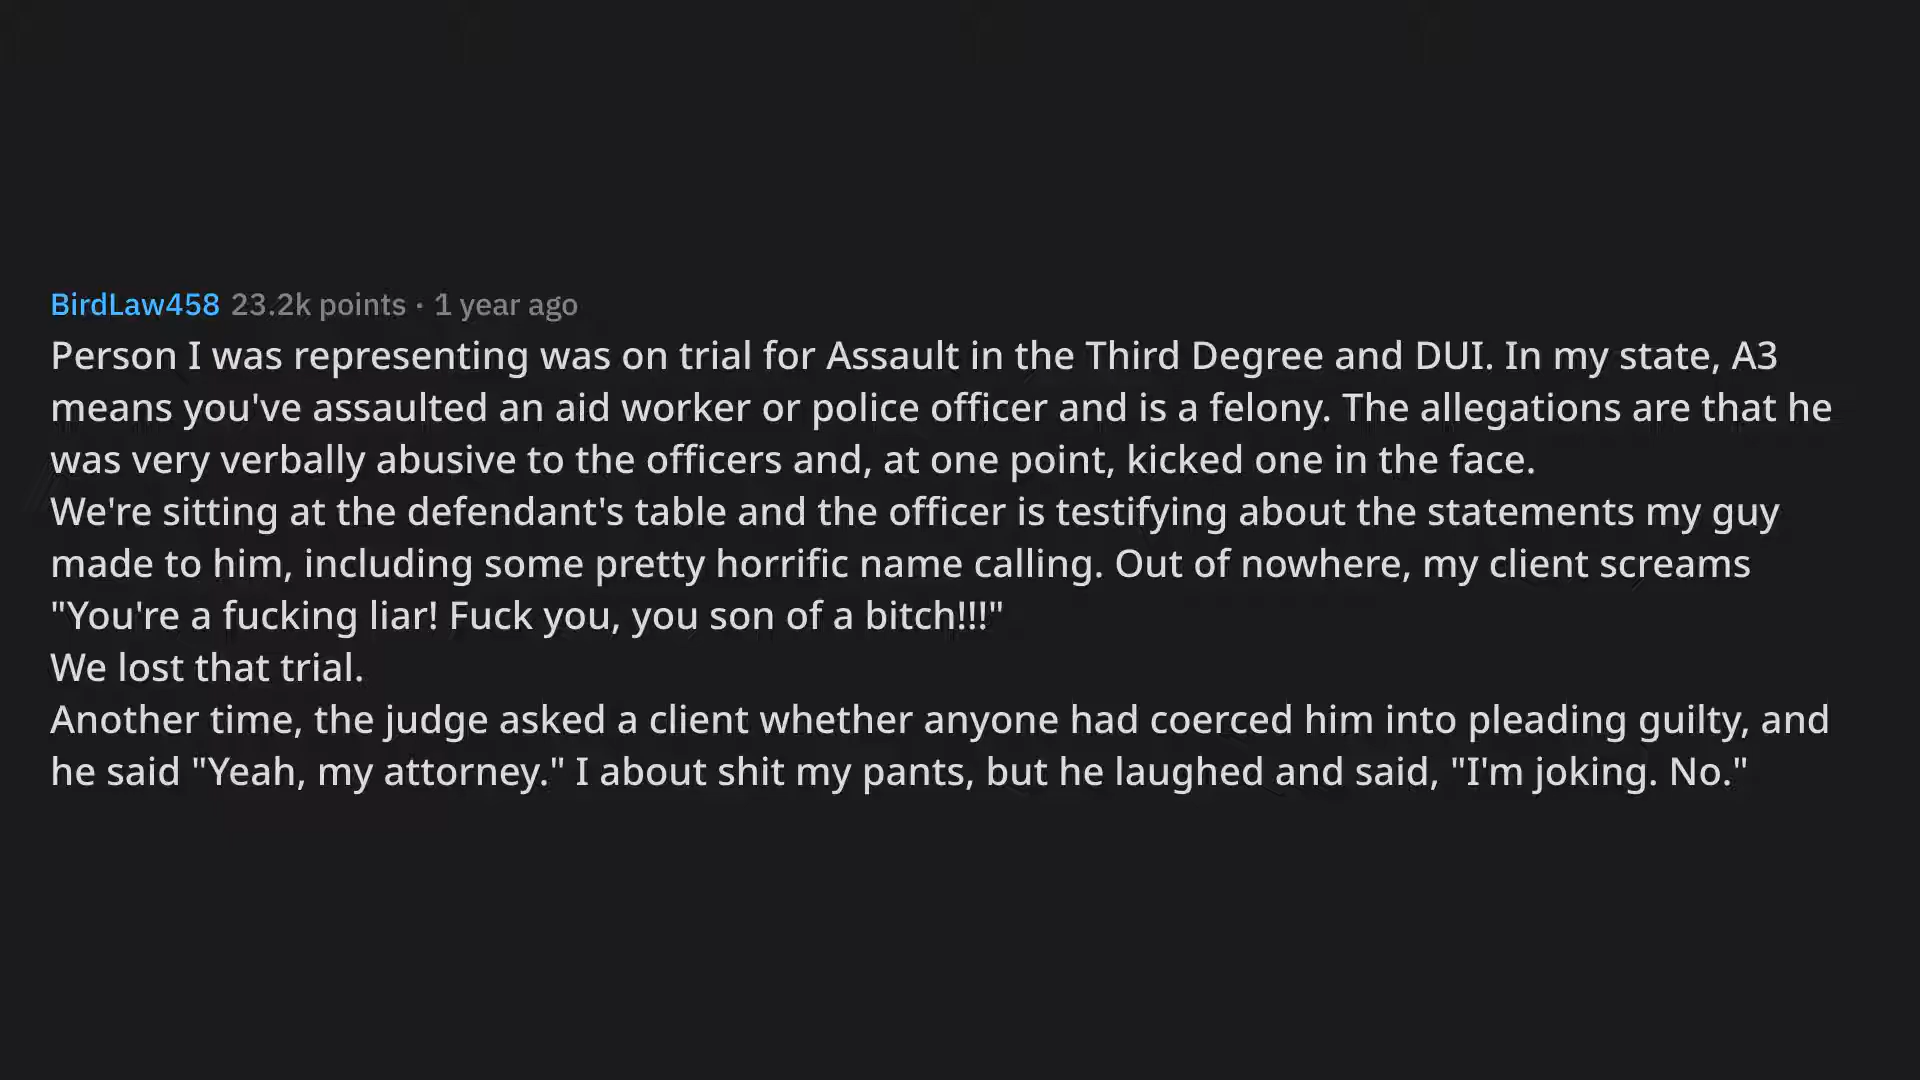 BirdLaw458 23.2k points · 1 year ago
Person I was representing was on trial for Assault in the Third Degree and DUI. In my state, A3
means you've assaulted an aid worker or police officer and is a felony. The allegations are that he
was very verbally abusive to the officers and, at one point, kicked one in the face.
We're sitting at the defendant's table and the officer is testifying about the statements my guy
made to him, including some pretty horrific name calling. Out of nowhere, my client screams
"You're a fucking liar! Fuck you, you son of a bitch!!!"
We lost that trial.
Another time, the judge asked a client whether anyone had coerced him into pleading guilty, and
he said "Yeah, my attorney." I about shit my pants, but he laughed and said, "I'm joking. No."